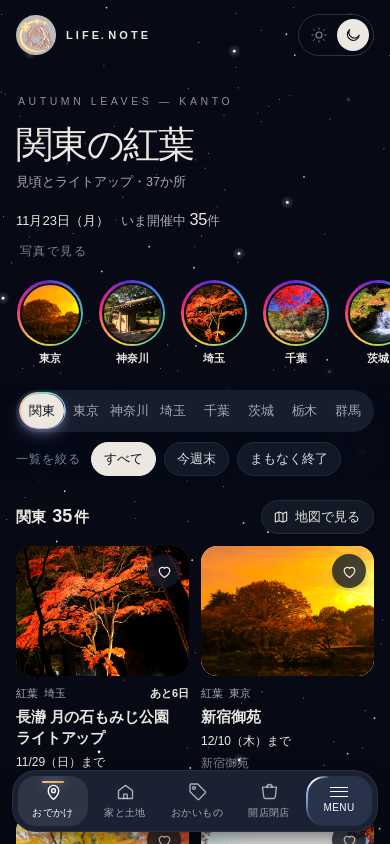 LIFE.NOTE
AUTUMN LEAVES — KANTO
関東の紅葉
見頃とライトアップ・37か所
11月23日（月） いま開催中 35件
写真で見る
東京 神奈川 埼玉 千葉 茨城
関東 東京 神奈川 埼玉 千葉 茨城 栃木 群馬
一覧を絞る すべて 今週末 まもなく終了
関東 35件 地図で見る
紅葉 埼玉 あと6日
長瀞 月の石もみじ公園
ライトアップ
11/29（日）まで
紅葉 東京
新宿御苑
12/10（木）まで
新宿御苑
おでかけ 家と土地 おかいもの 開店閉店 MENU